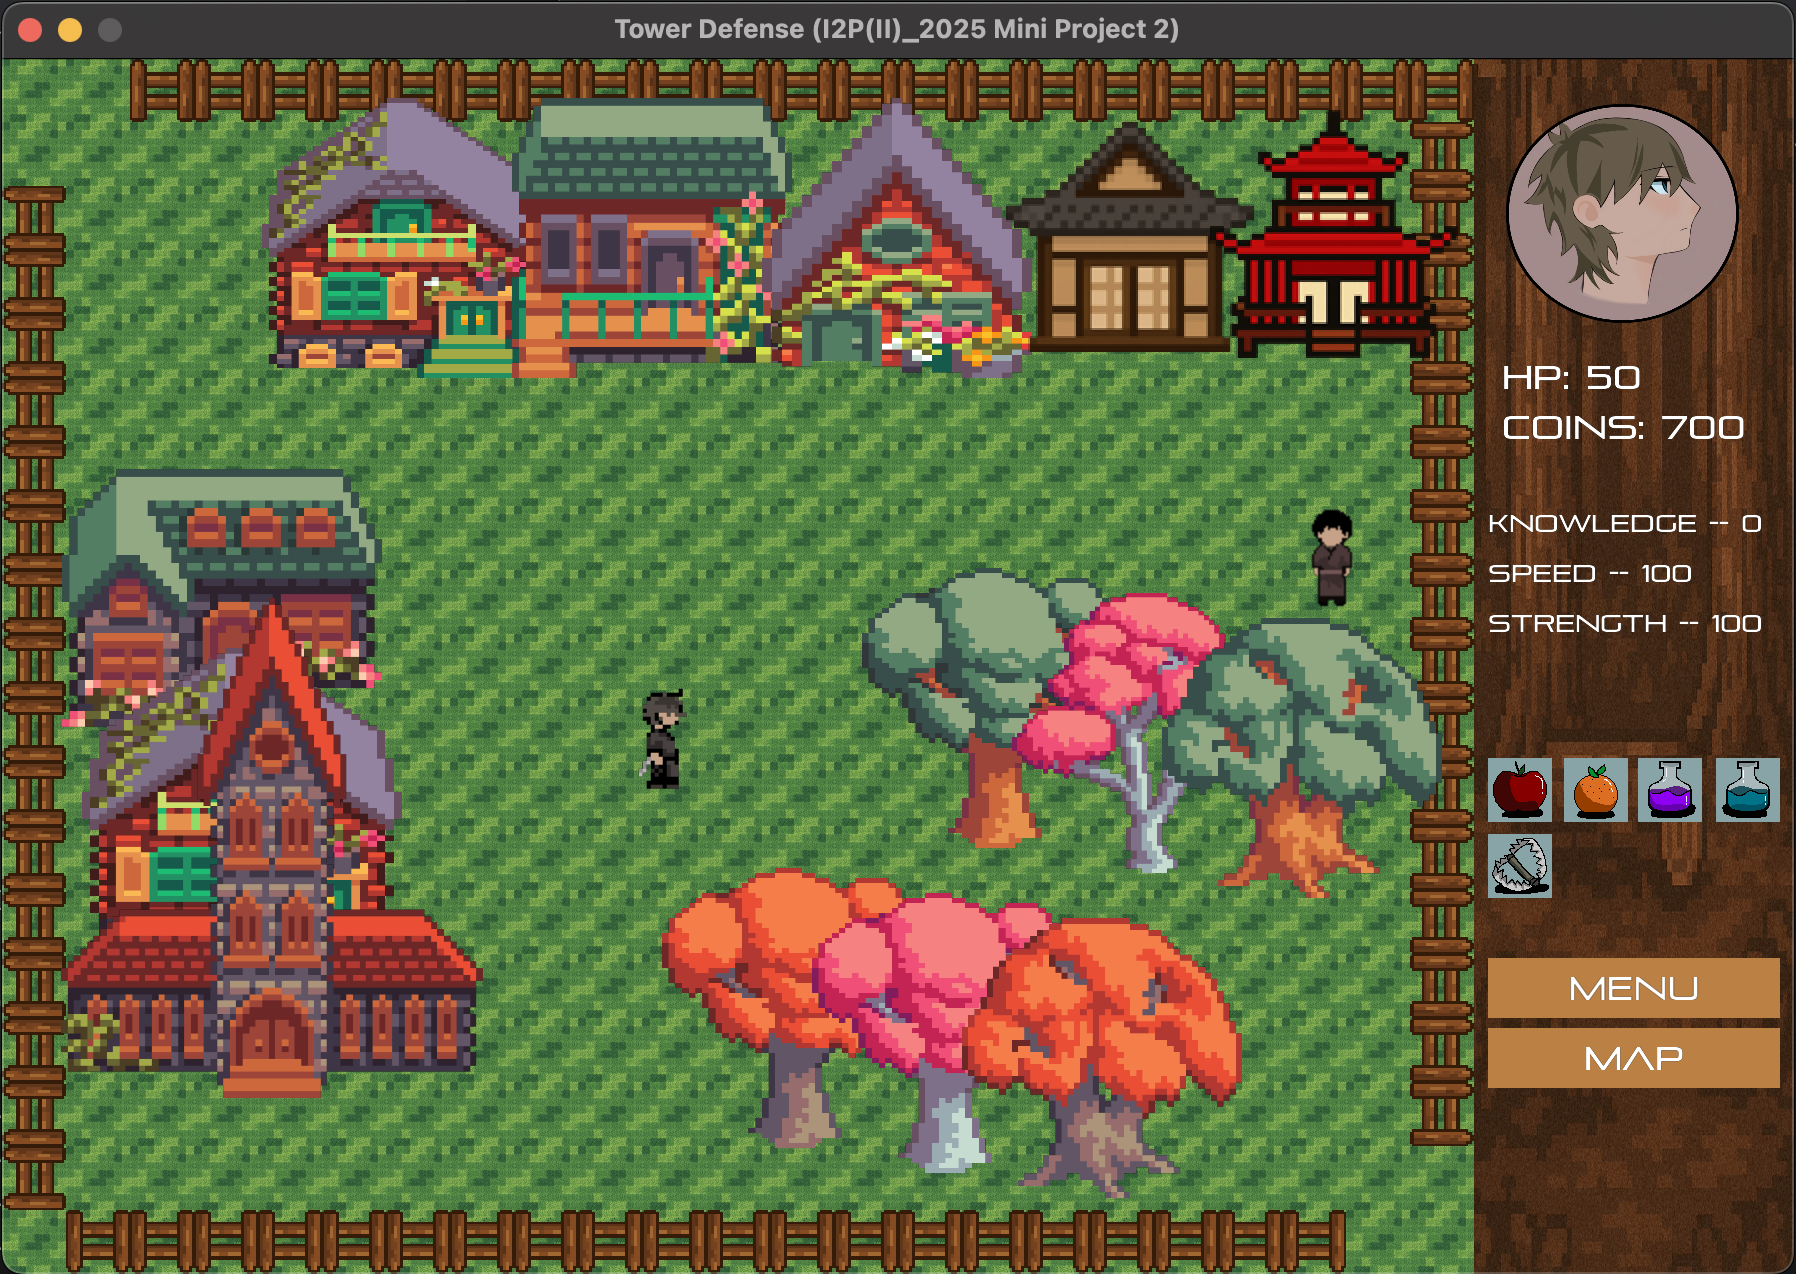 Tower Defense (I2P(II)_2025 Mini Project 2)
HP: 50
COINS: 700
KNOWLEDGE -- 0
SPEED -- 100
STRENGTH -- 100
MENU
MAP